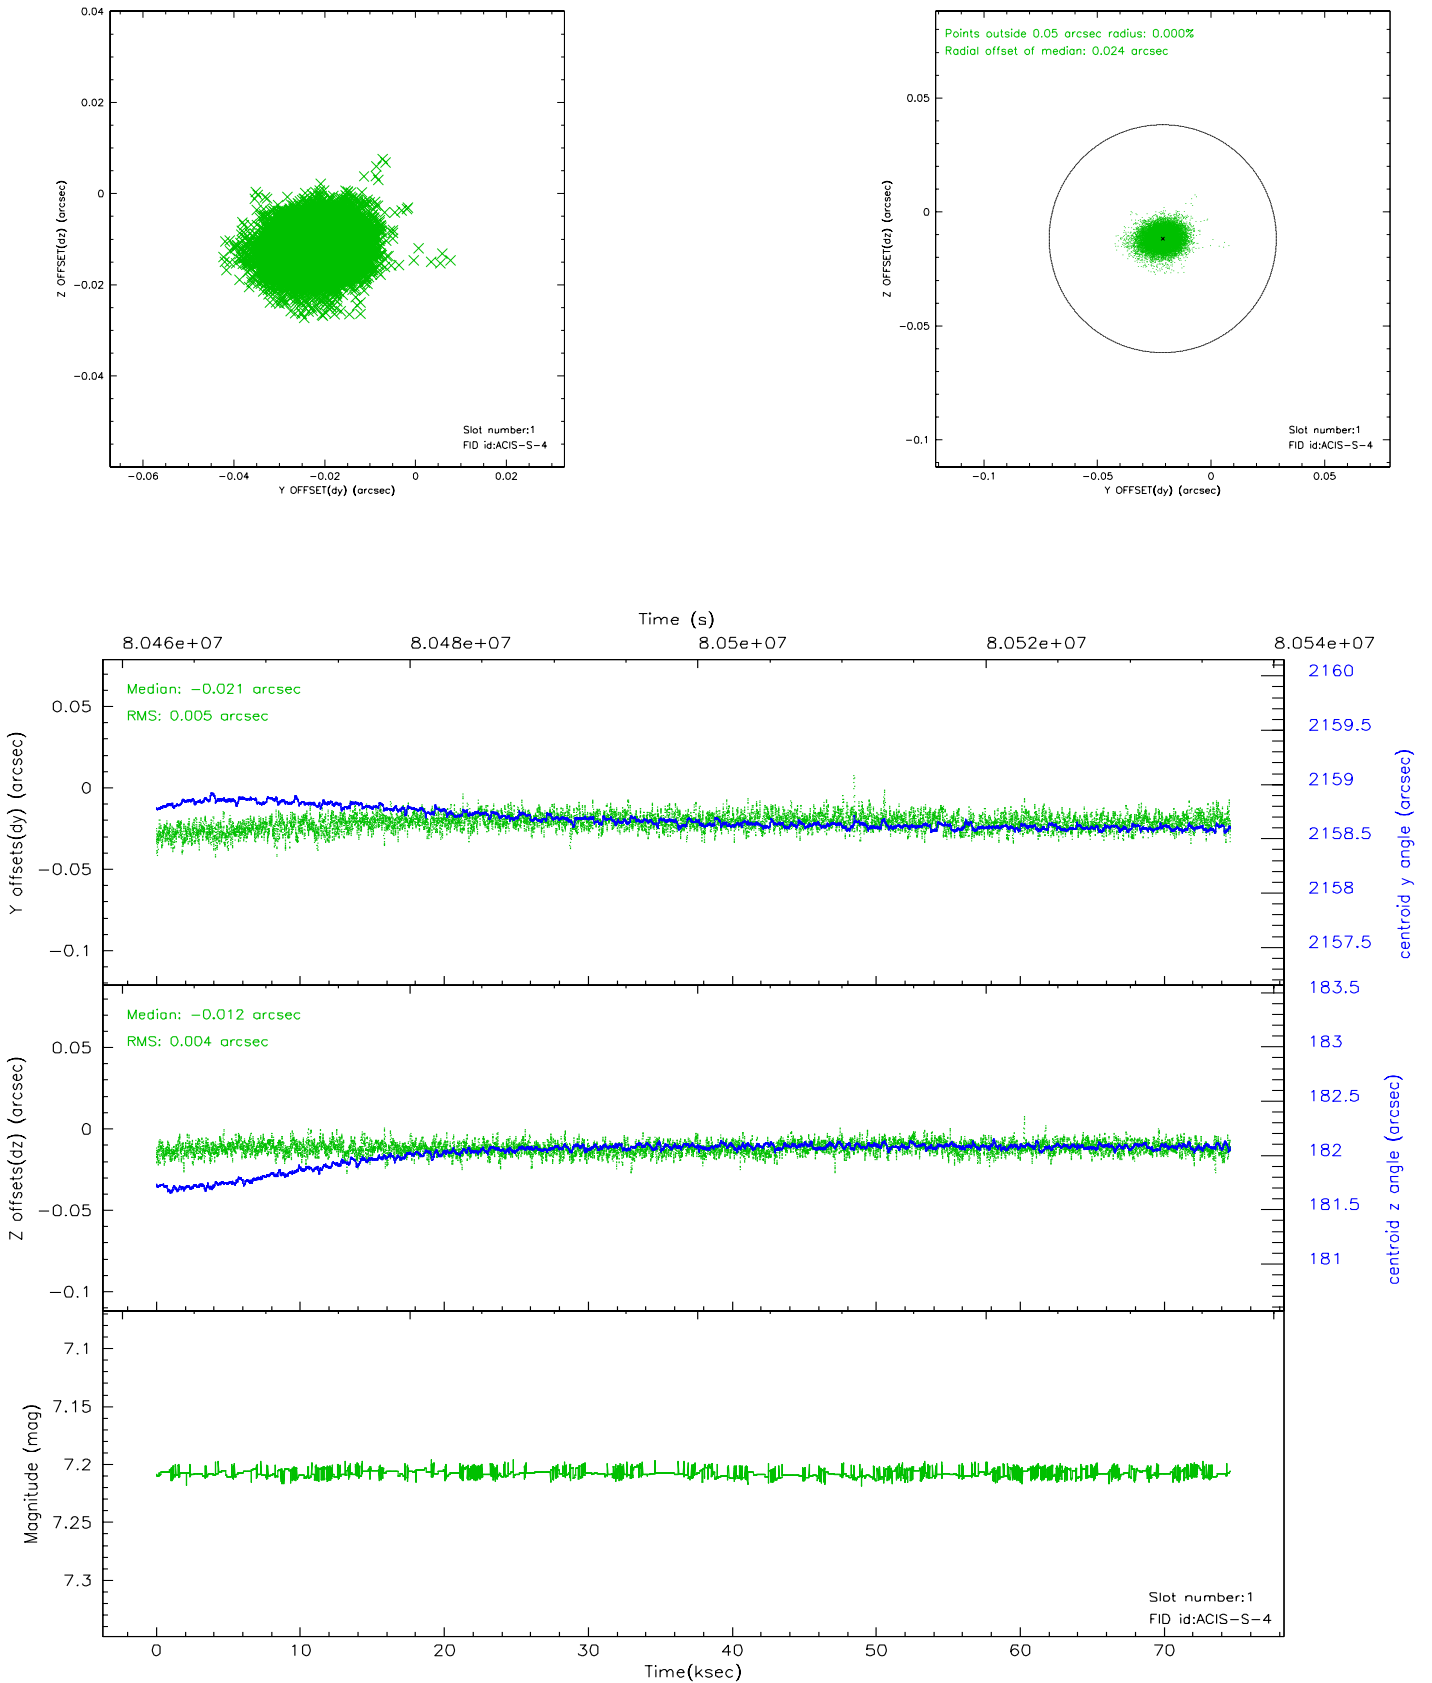 0.04
0.02
0
-0.02
-0.04
Z OFFSET(dz) (arcsec)
Slot number:1
FID id:ACIS-S-4
-0.06 -0.04 -0.02 0 0.02
Y OFFSET(dy) (arcsec)
Points outside 0.05 arcsec radius: 0.000%
Radial offset of median: 0.024 arcsec
0.05
0
-0.05
-0.1
Z OFFSET(dz) (arcsec)
Slot number:1
FID id:ACIS-S-4
-0.1 -0.05 0 0.05
Y OFFSET(dy) (arcsec)
Time (s)
8.046e+07 8.048e+07 8.05e+07 8.052e+07 8.054e+07
Median: -0.021 arcsec
RMS: 0.005 arcsec
0.05
0
-0.05
-0.1
Y offsets(dy) (arcsec)
2160
2159.5
2159
2158.5
2158
2157.5
centroid y angle (arcsec)
Median: -0.012 arcsec
RMS: 0.004 arcsec
0.05
0
-0.05
-0.1
Z offsets(dz) (arcsec)
183.5
183
182.5
182
181.5
181
centroid z angle (arcsec)
7.1
7.15
7.2
7.25
7.3
Magnitude (mag)
Slot number:1
FID id:ACIS-S-4
0 10 20 30 40 50 60 70
Time(ksec)